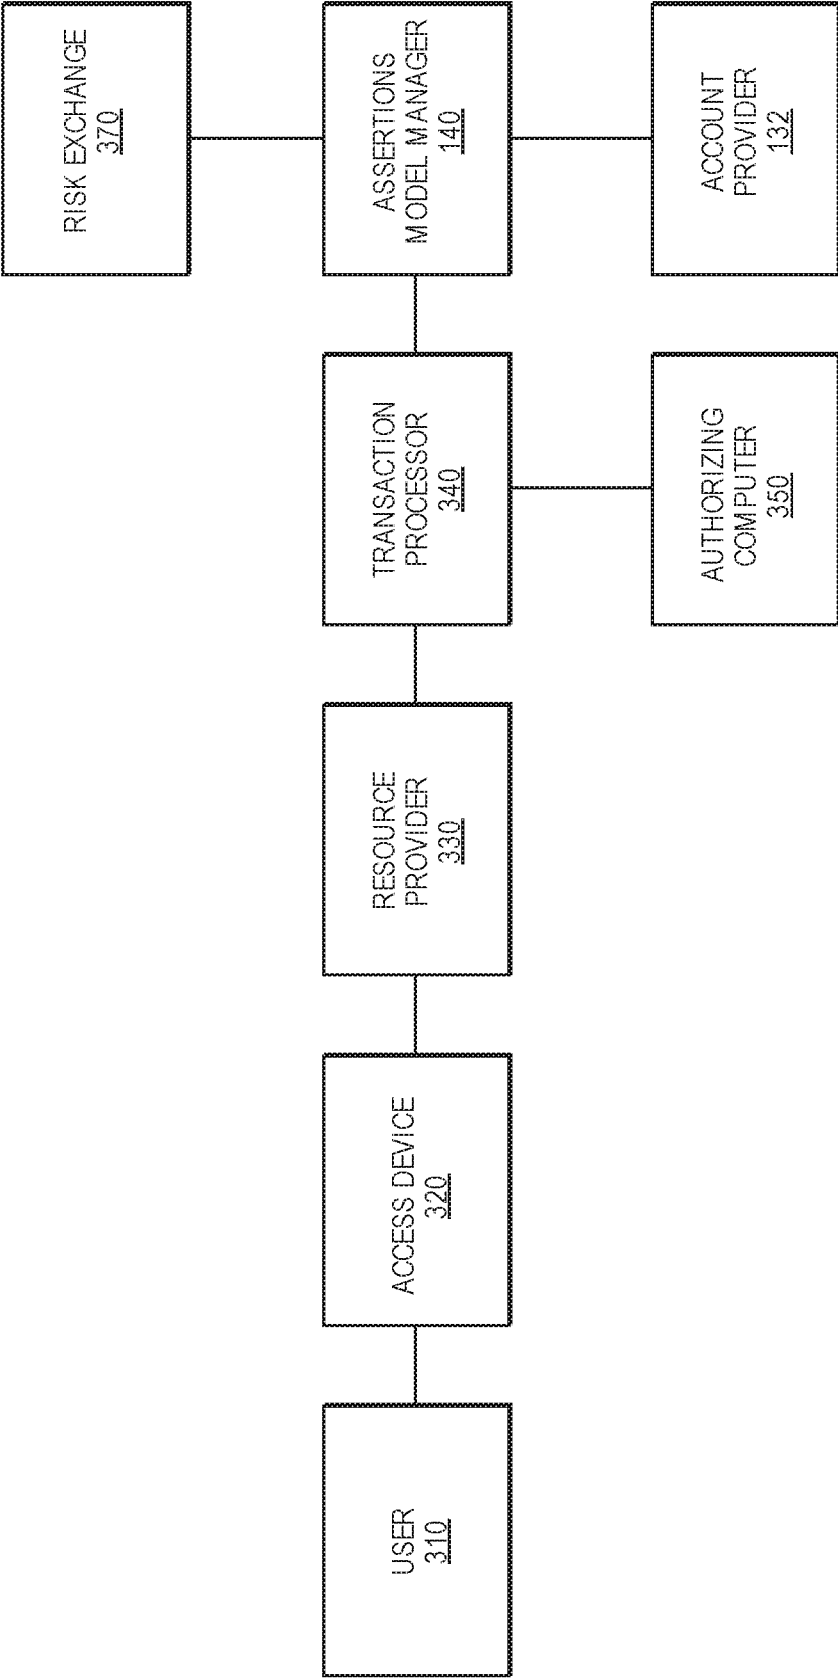 USER
310
ACCESS DEVICE
320
RESOURCE
PROVIDER
330
TRANSACTION
PROCESSOR
340
AUTHORIZING
COMPUTER
350
RISK EXCHANGE
370
ASSERTIONS
MODEL MANAGER
140
ACCOUNT
PROVIDER
132